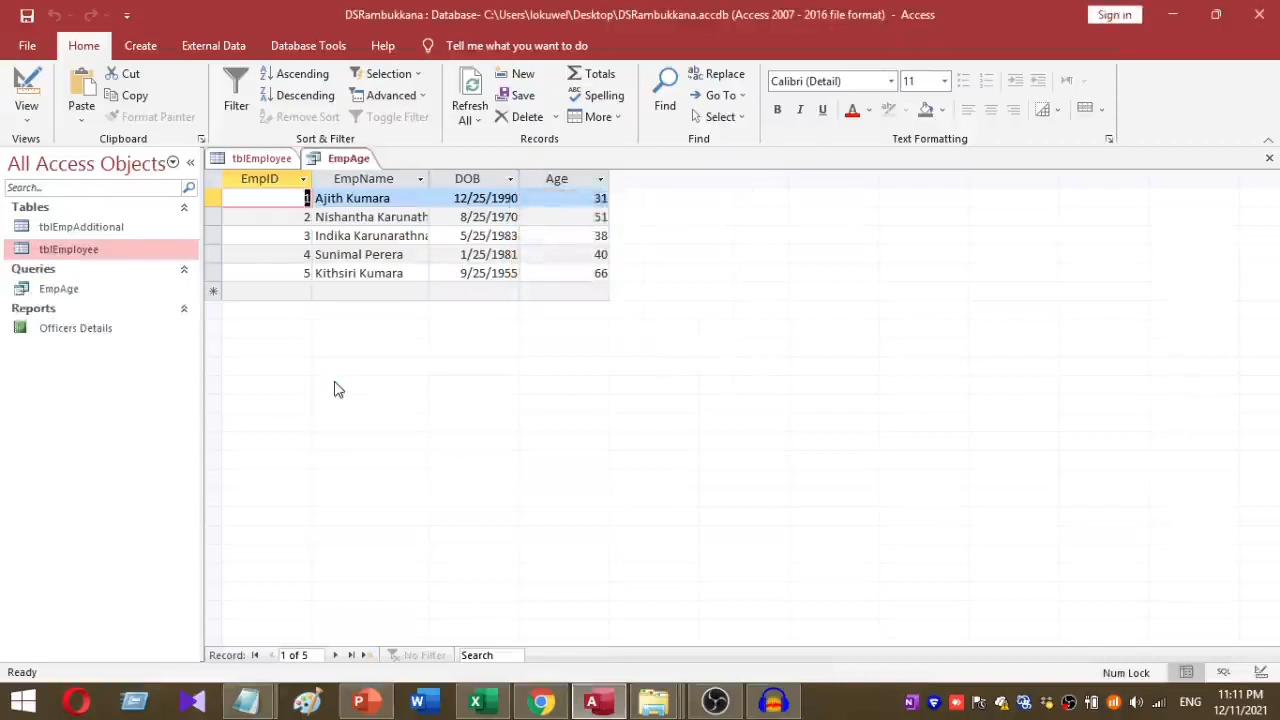 DSRambukkana : Database- C:\Users\lokuwel\Desktop\DSRambukkana.accdb (Access 2007 - 2016 file format) - Access
Sign in
File Home Create External Data Database Tools Help Tell me what you want to do
View
Views
Paste
Cut
Copy
Format Painter
Clipboard
Filter
Ascending
Descending
Remove Sort
Selection
Advanced
Toggle Filter
Sort & Filter
Refresh All
New
Save
Delete
Totals
Spelling
More
Records
Find
Replace
Go To
Select
Find
Calibri (Detail) 11
B I U A
Text Formatting
All Access Objects
Search...
Tables
tblEmpAdditional
tblEmployee
Queries
EmpAge
Reports
Officers Details
tblEmployee EmpAge
EmpID EmpName DOB Age
1 Ajith Kumara 12/25/1990 31
2 Nishantha Karunath 8/25/1970 51
3 Indika Karunarathna 5/25/1983 38
4 Sunimal Perera 1/25/1981 40
5 Kithsiri Kumara 9/25/1955 66
Record: 1 of 5 No Filter Search
Ready Num Lock SQL
ENG
11:11 PM
12/11/2021